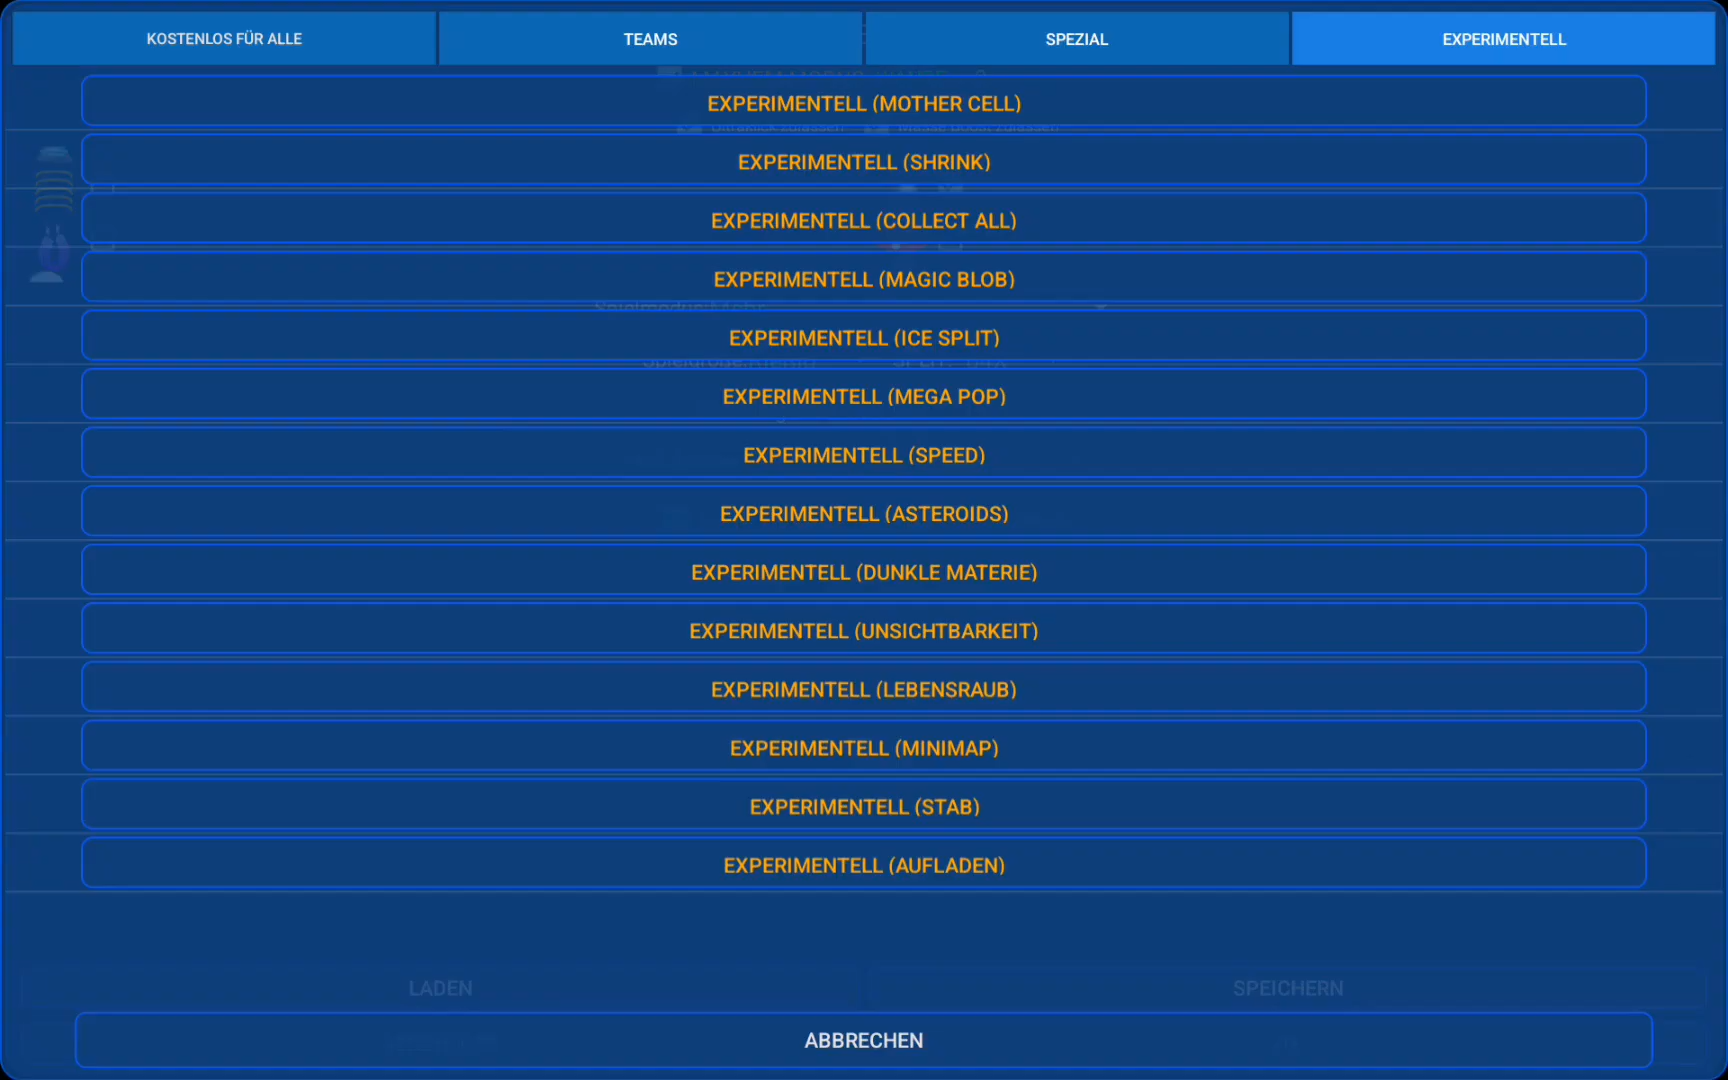 KOSTENLOS FÜR ALLE
TEAMS
SPEZIAL
EXPERIMENTELL
EXPERIMENTELL (MOTHER CELL)
EXPERIMENTELL (SHRINK)
EXPERIMENTELL (COLLECT ALL)
EXPERIMENTELL (MAGIC BLOB)
EXPERIMENTELL (ICE SPLIT)
EXPERIMENTELL (MEGA POP)
EXPERIMENTELL (SPEED)
EXPERIMENTELL (ASTEROIDS)
EXPERIMENTELL (DUNKLE MATERIE)
EXPERIMENTELL (UNSICHTBARKEIT)
EXPERIMENTELL (LEBENSRAUB)
EXPERIMENTELL (MINIMAP)
EXPERIMENTELL (STAB)
EXPERIMENTELL (AUFLADEN)
LADEN
SPEICHERN
ABBRECHEN